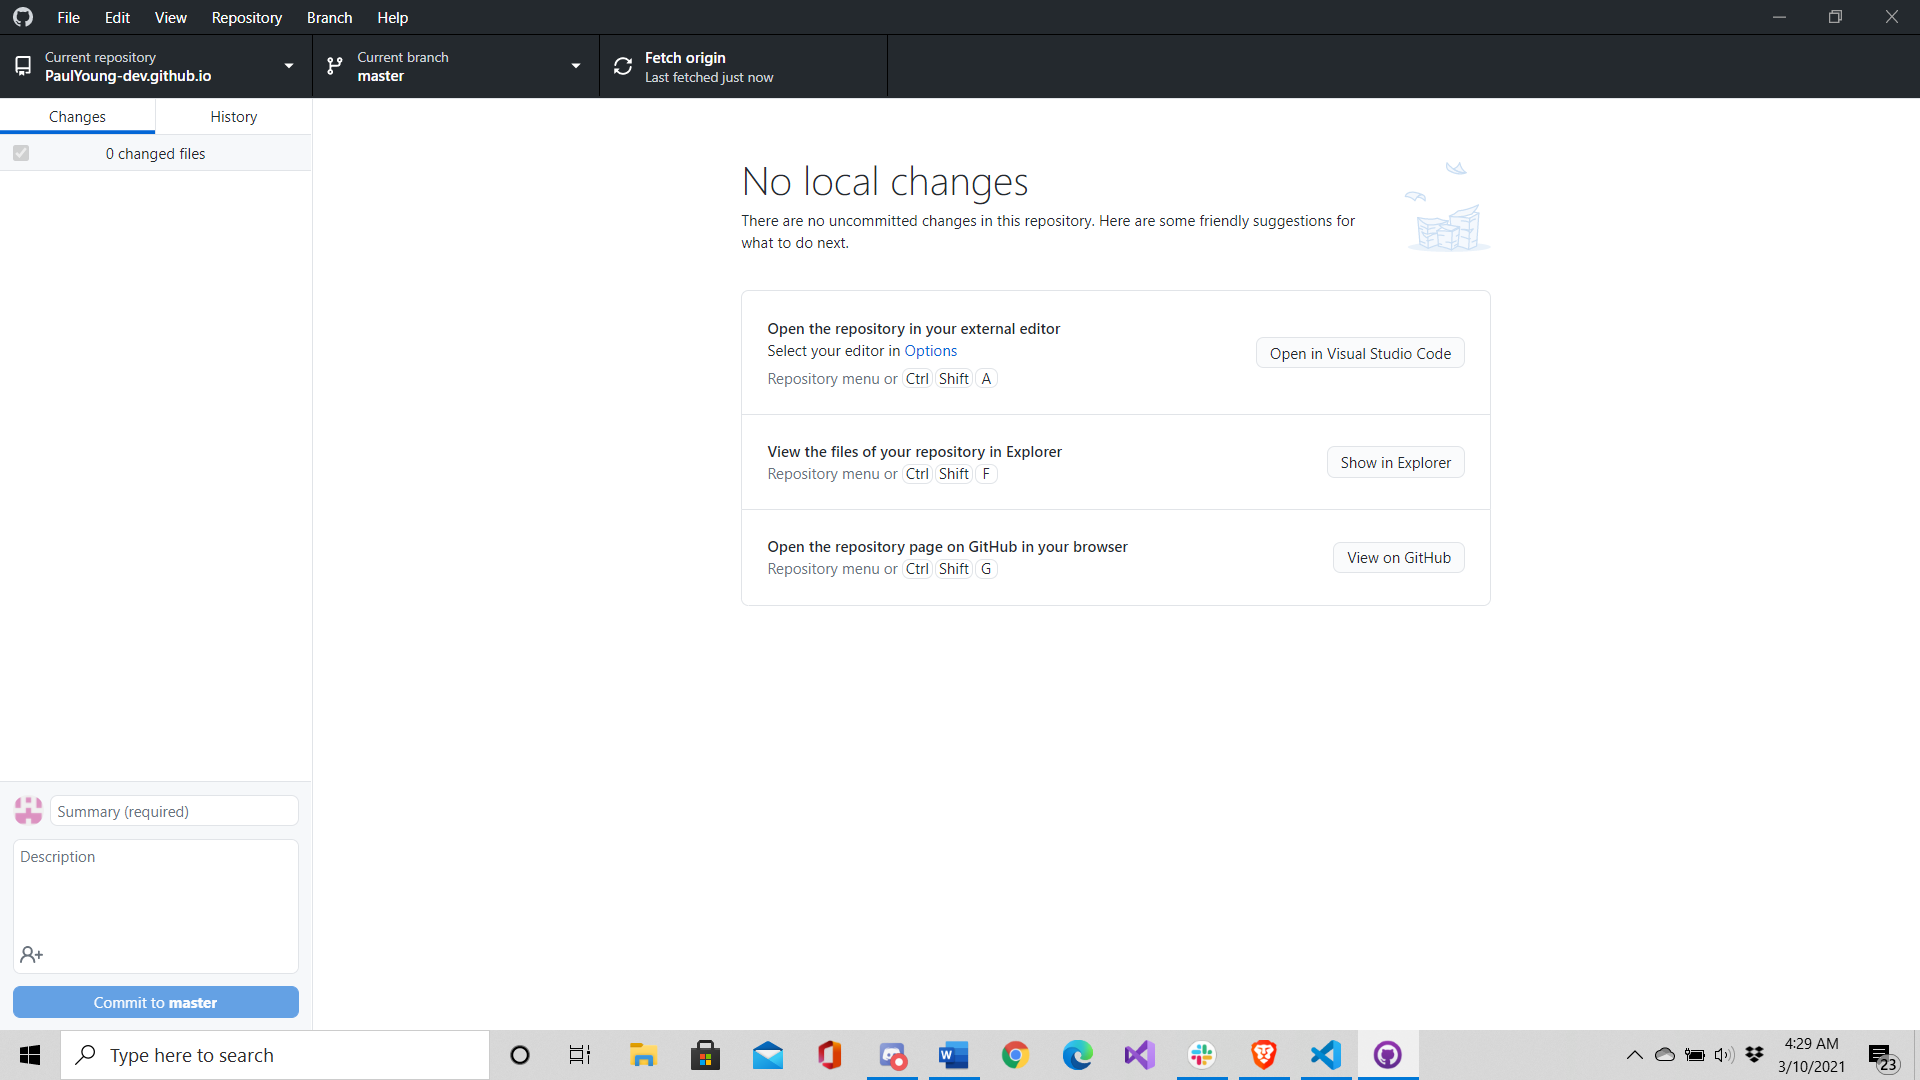 File Edit View Repository Branch Help
Current repository
PaulYoung-dev.github.io
Current branch
master
Fetch origin
Last fetched just now
Changes
History
0 changed files
No local changes
There are no uncommitted changes in this repository. Here are some friendly suggestions for
what to do next.
Open the repository in your external editor
Select your editor in Options
Repository menu or Ctrl Shift A
Open in Visual Studio Code
View the files of your repository in Explorer
Repository menu or Ctrl Shift F
Show in Explorer
Open the repository page on GitHub in your browser
Repository menu or Ctrl Shift G
View on GitHub
Summary (required)
Description
Commit to master
Type here to search
W
4:29 AM
3/10/2021
23